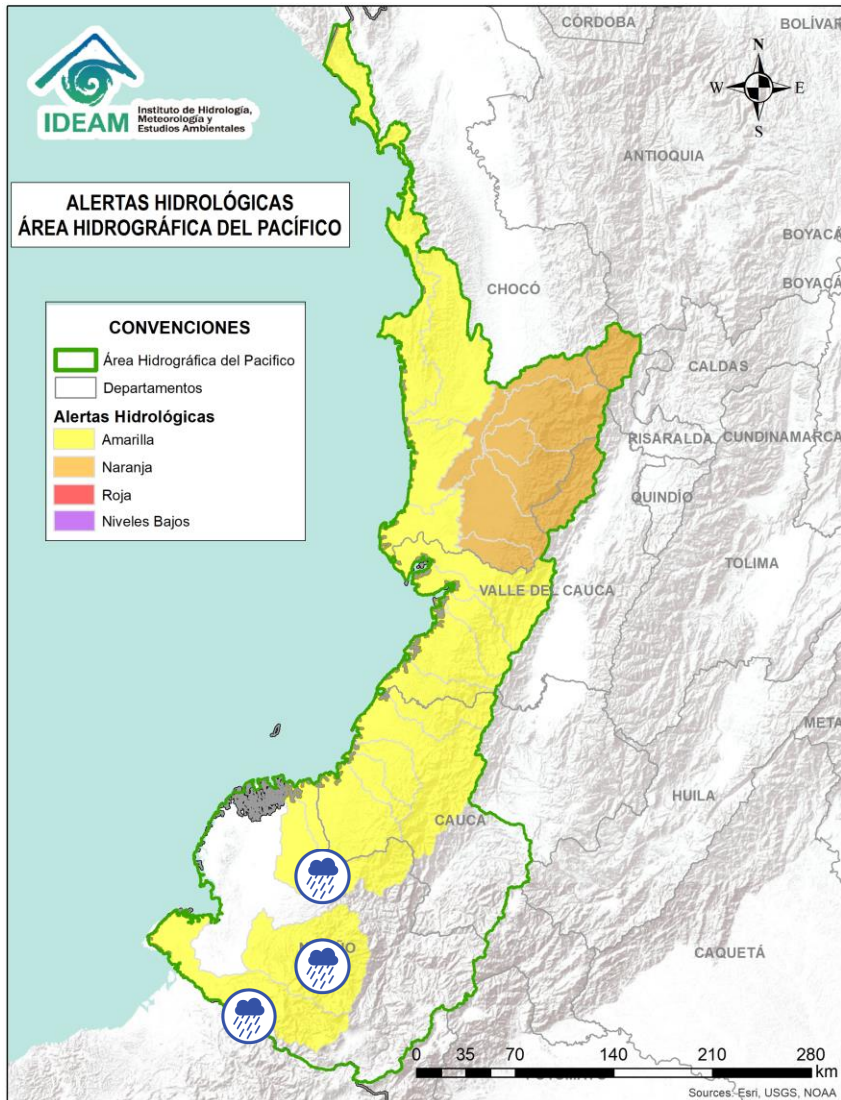 CÓRDOBA
BOLÍVAR
N
W
E
S
IDEAM
Instituto de Hidrología,
Meteorología y
Estudios Ambientales
ANTIOQUIA
ALERTAS HIDROLÓGICAS
ÁREA HIDROGRÁFICA DEL PACÍFICO
BOYACÁ
BOYACÁ
CHOCÓ
CONVENCIONES
Área Hidrográfica del Pacifico
Departamentos
Alertas Hidrológicas
Amarilla
Naranja
Roja
Niveles Bajos
CALDAS
RISARALDA
CUNDINAMARCA
QUINDÍO
TOLIMA
VALLE DEL CAUCA
META
HUILA
CAUCA
CAQUETÁ
0 35 70 140 210 280
km
Sources: Esri, USGS, NOAA